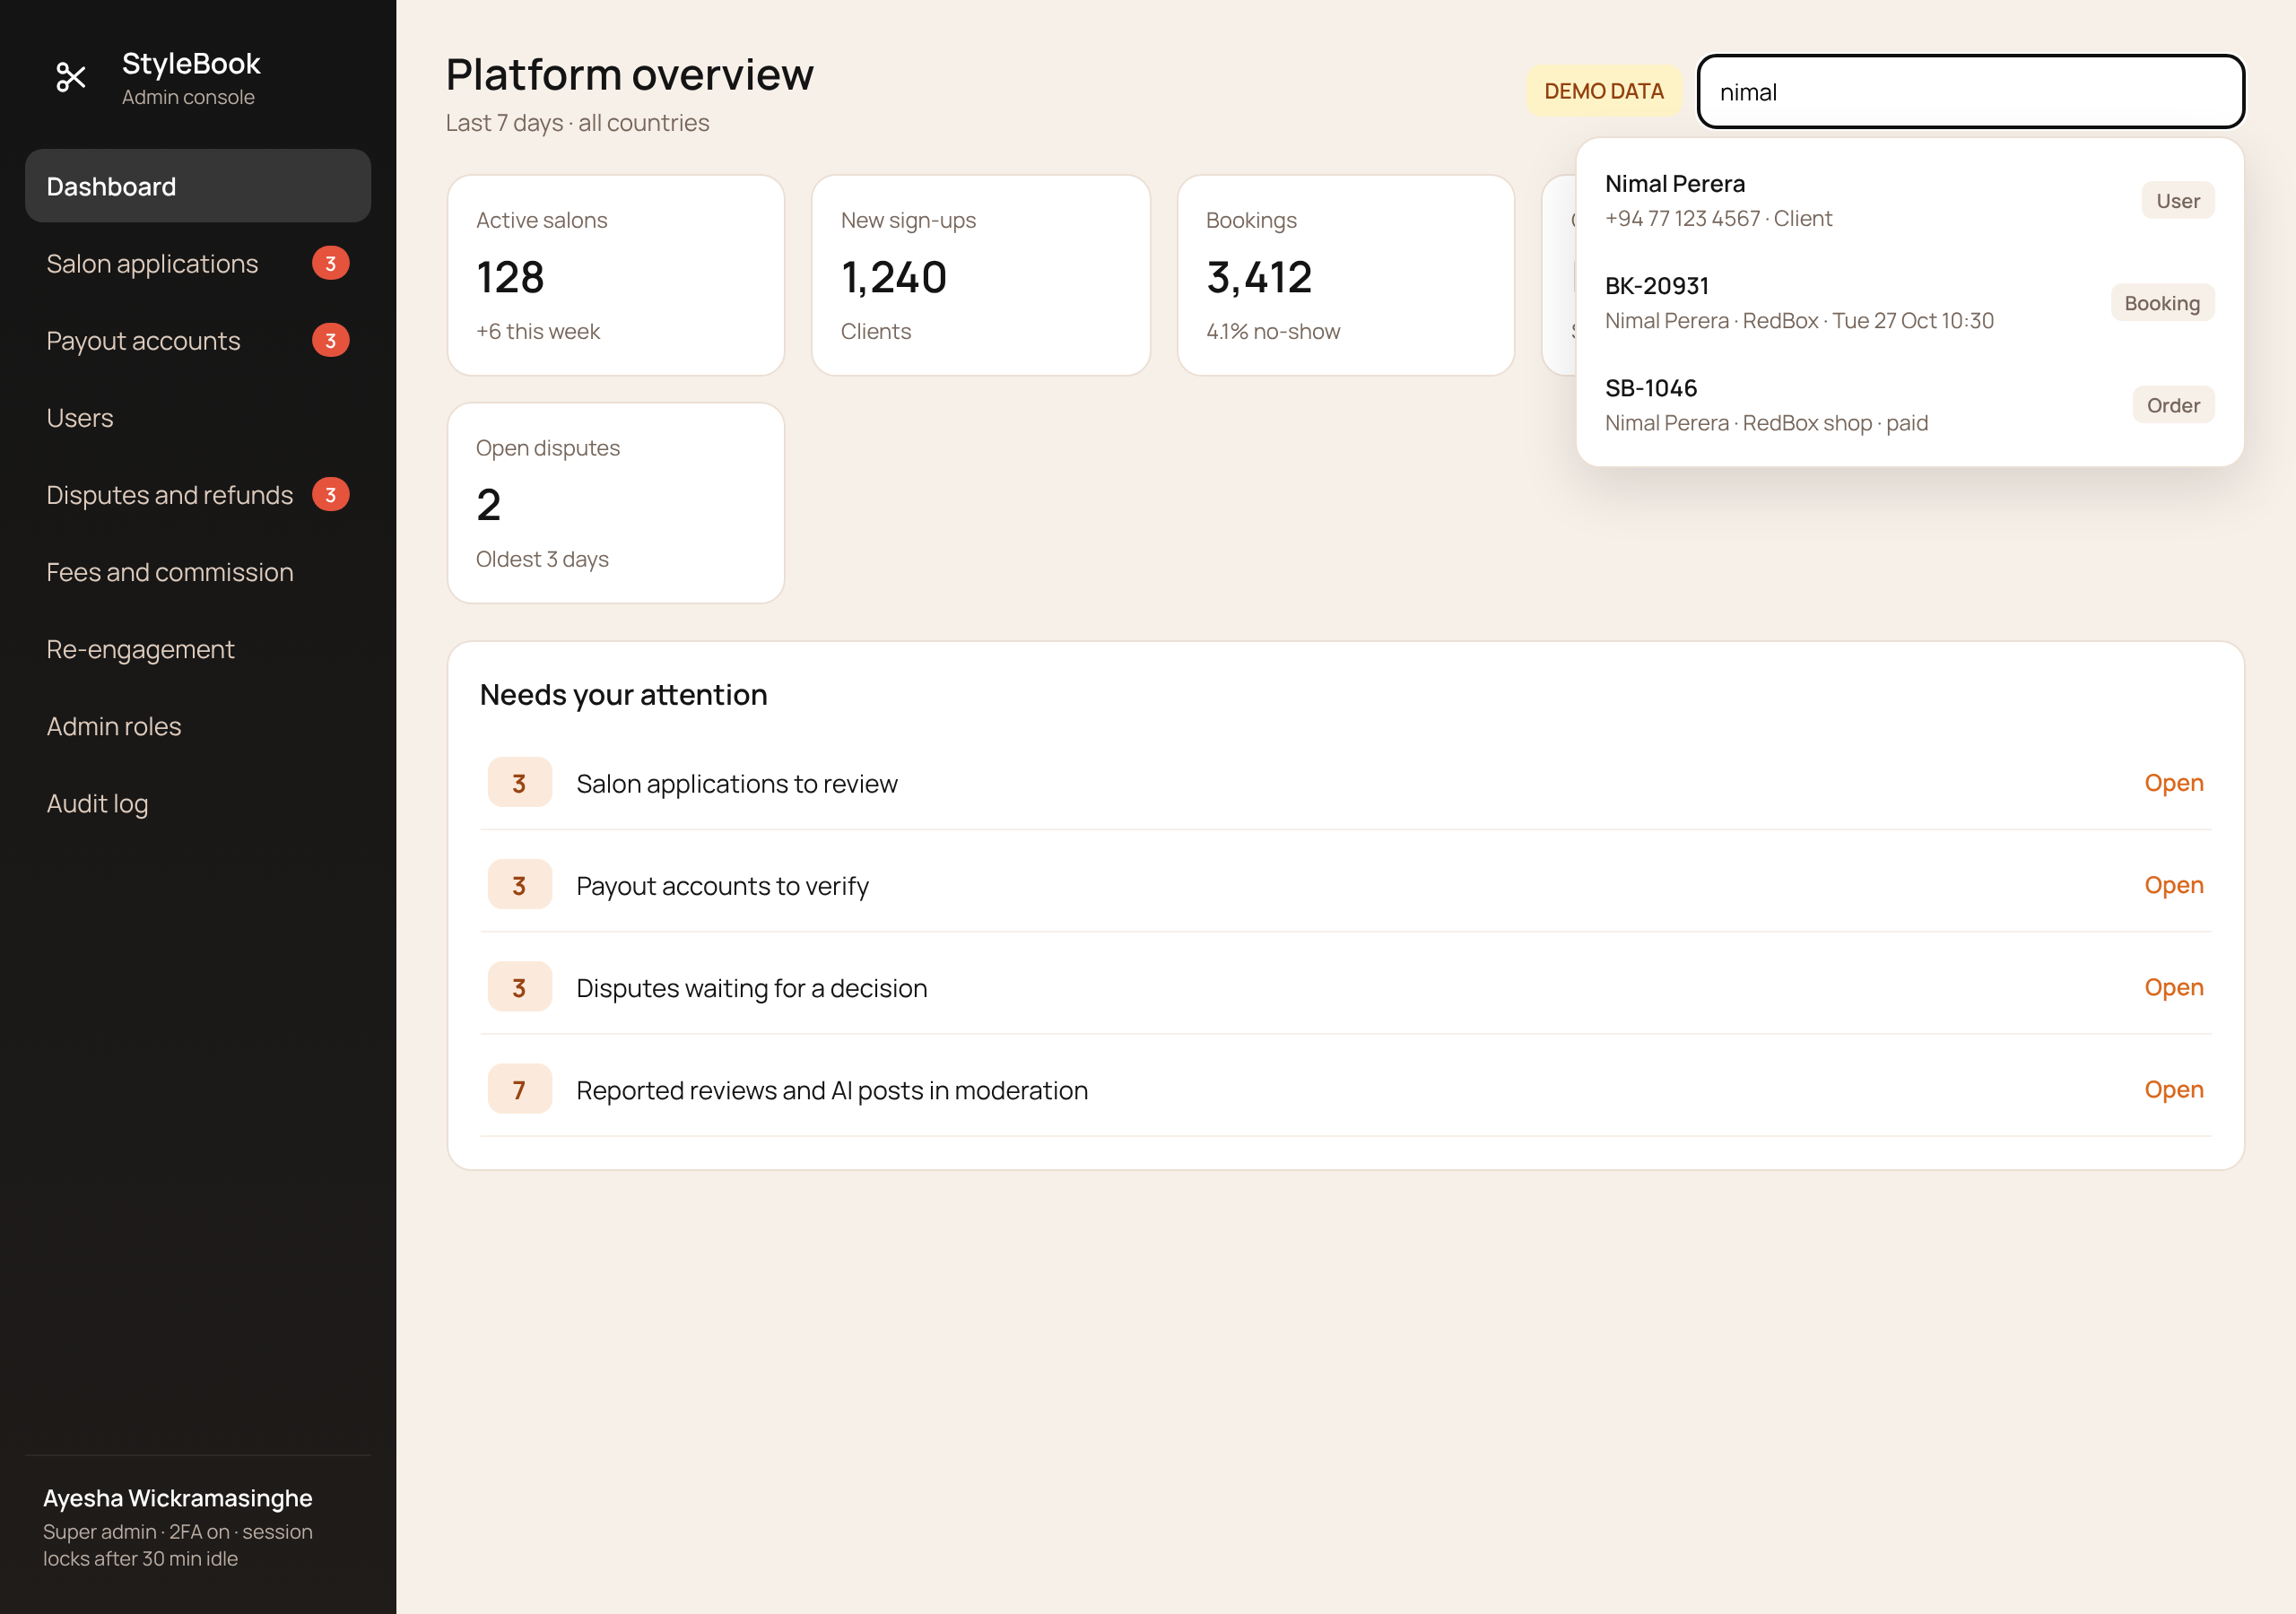 StyleBook
Admin console
Dashboard
Salon applications 3
Payout accounts 3
Users
Disputes and refunds 3
Fees and commission
Re-engagement
Admin roles
Audit log
Ayesha Wickramasinghe
Super admin · 2FA on · session
locks after 30 min idle
Platform overview
Last 7 days · all countries
DEMO DATA
nimal
Nimal Perera
+94 77 123 4567 · Client
User
BK-20931
Nimal Perera · RedBox · Tue 27 Oct 10:30
Booking
SB-1046
Nimal Perera · RedBox shop · paid
Order
Active salons
128
+6 this week
New sign-ups
1,240
Clients
Bookings
3,412
4.1% no-show
Open disputes
2
Oldest 3 days
Needs your attention
3 Salon applications to review Open
3 Payout accounts to verify Open
3 Disputes waiting for a decision Open
7 Reported reviews and AI posts in moderation Open